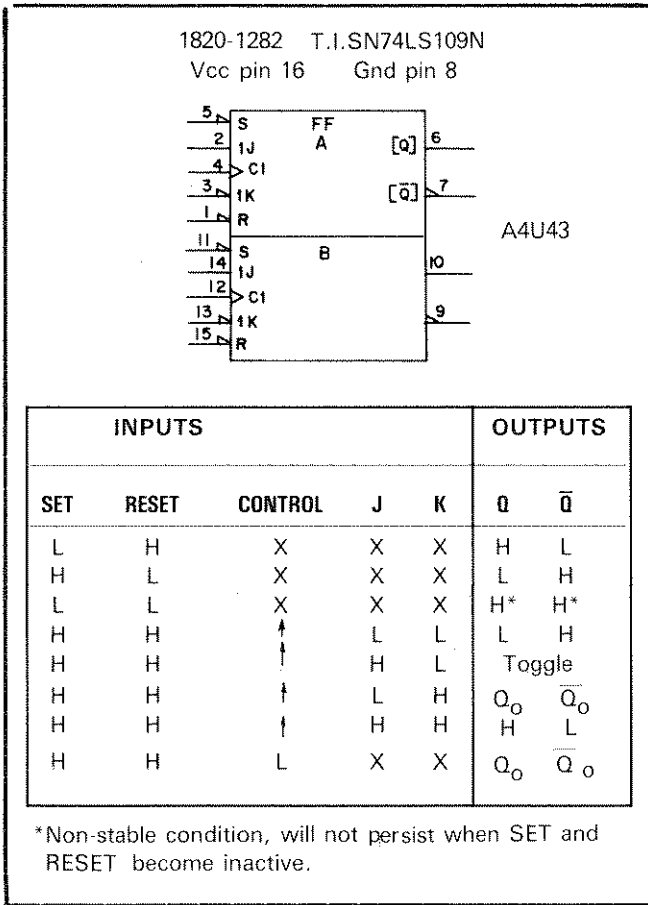 1820-1282 T.I.SN74LS109N
Vcc pin 16 Gnd pin 8
5 S FF
2 1J A [Q] 6
4 C1
3 1K [Q̅] 7
1 R
A4U43
11 S B
14 1J 10
12 C1
13 1K 9
15 R
INPUTS OUTPUTS
SET RESET CONTROL J K Q Q̅
L H X X X H L
H L X X X L H
L L X X X H* H*
H H ↑ L L L H
H H ↑ H L Toggle
H H ↑ L H Q₀ Q̅₀
H H ↑ H H H L
H H L X X Q₀ Q̅₀
*Non-stable condition, will not persist when SET and
RESET become inactive.